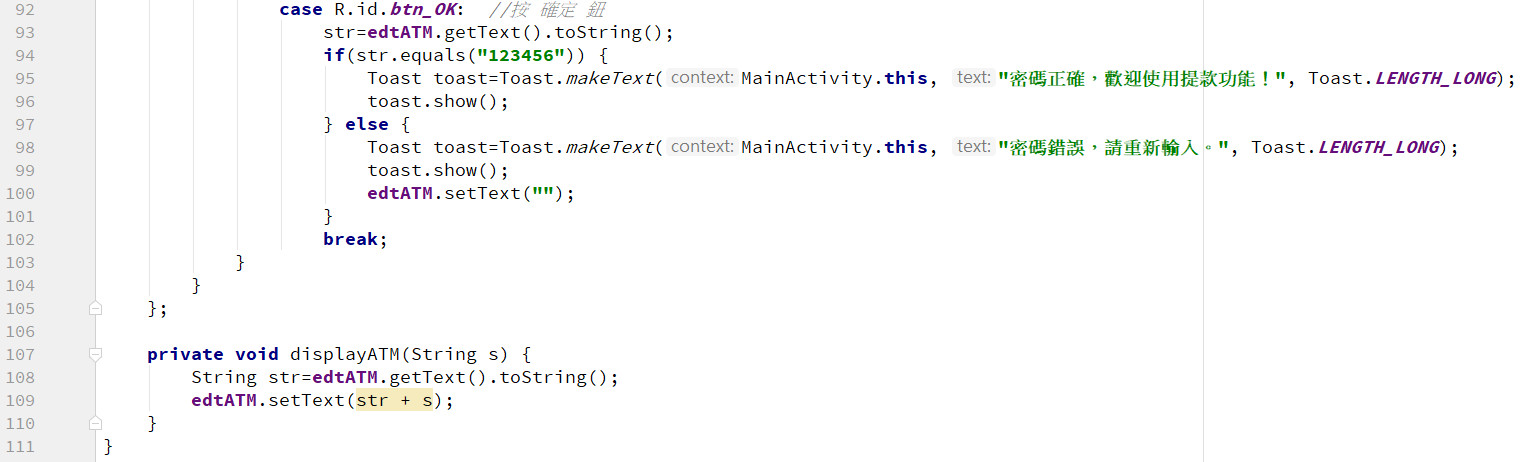 92 case R.id.btn_OK: //按 確定 鈕
93 str=edtATM.getText().toString();
94 if(str.equals("123456")) {
95 Toast toast=Toast.makeText( context: MainActivity.this, text: "密碼正確，歡迎使用提款功能！", Toast.LENGTH_LONG);
96 toast.show();
97 } else {
98 Toast toast=Toast.makeText( context: MainActivity.this, text: "密碼錯誤，請重新輸入。", Toast.LENGTH_LONG);
99 toast.show();
100 edtATM.setText("");
101 }
102 break;
103 }
104 }
105 };
106
107 private void displayATM(String s) {
108 String str=edtATM.getText().toString();
109 edtATM.setText(str + s);
110 }
111 }